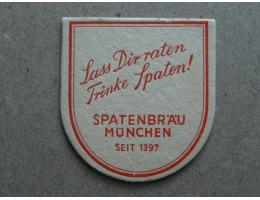 Lass Dir raten
Trinke Spaten!
SPATENBRÄU
MÜNCHEN
SEIT 1397